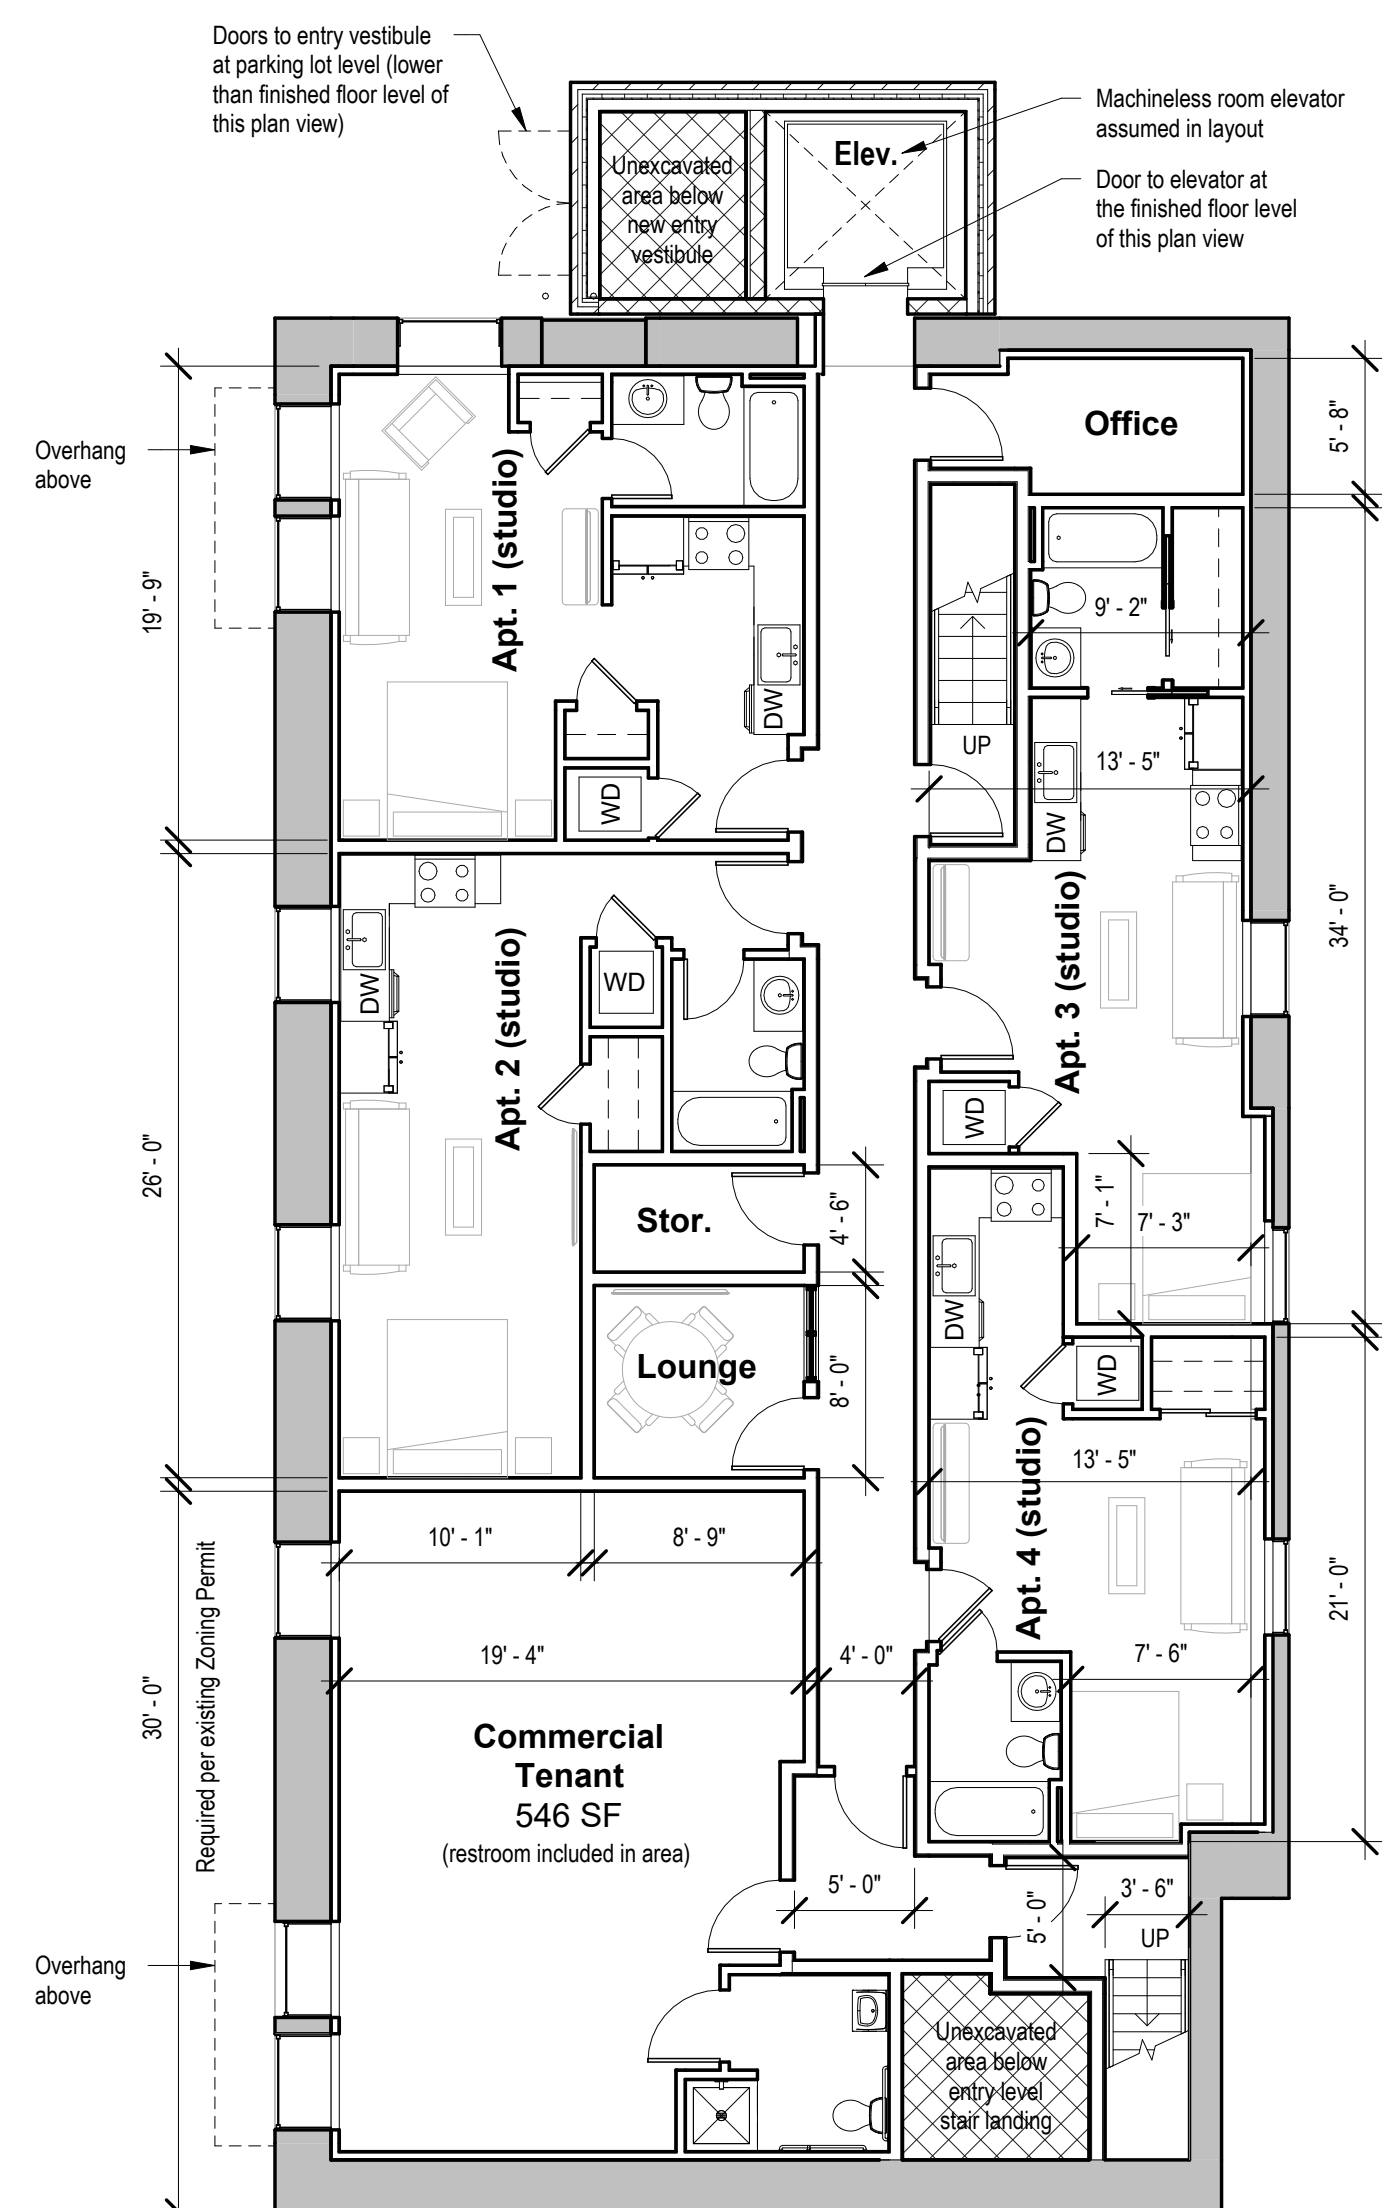 Doors to entry vestibule
at parking lot level (lower
than finished floor level of
this plan view)
Machineless room elevator
assumed in layout
Elev.
Unexcavated
area below
new entry
vestibule
Door to elevator at
the finished floor level
of this plan view
Office
5' - 8"
Overhang
above
Apt. 1 (studio)
19' - 9"
9' - 2"
DW
UP
13' - 5"
WD
DW
34' - 0"
Apt. 3 (studio)
Apt. 2 (studio)
WD
DW
26' - 0"
WD
Stor.
4' - 6"
7' - 1"
7' - 3"
DW
Lounge
8' - 0"
WD
Apt. 4 (studio)
13' - 5"
10' - 1"
8' - 9"
21' - 0"
19' - 4"
4' - 0"
7' - 6"
30' - 0"
Required per existing Zoning Permit
Commercial
Tenant
546 SF
(restroom included in area)
5' - 0"
5' - 0"
3' - 6"
UP
Overhang
above
Unexcavated
area below
entry level
stair landing